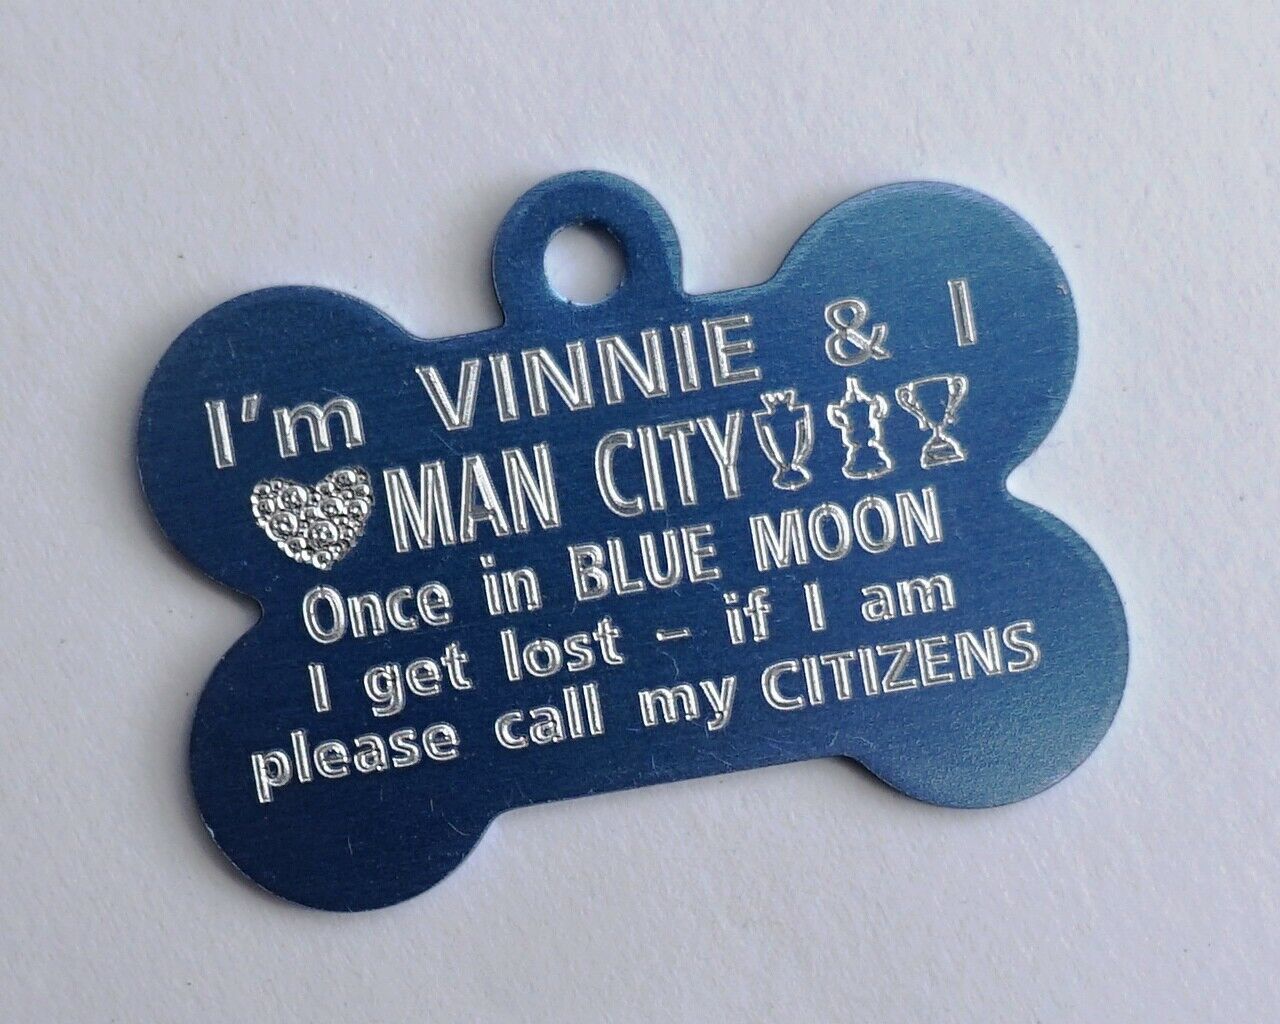 I'm VINNIE & I
MAN CITY
Once in BLUE MOON
I get lost - if I am
please call my CITIZENS